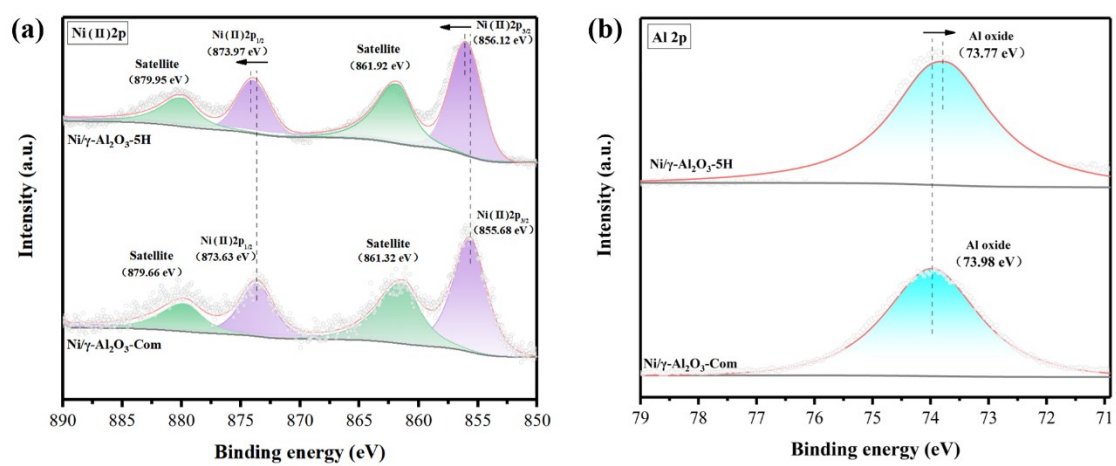 (a)
Ni(II)2p
Ni(II)2p₁/₂
(873.97 eV)
Ni(II)2p₃/₂
(856.12 eV)
Satellite
(879.95 eV)
Satellite
(861.92 eV)
Ni/γ-Al₂O₃-5H
Ni(II)2p₃/₂
(855.68 eV)
Satellite
(879.66 eV)
Ni(II)2p₁/₂
(873.63 eV)
Satellite
(861.32 eV)
Ni/γ-Al₂O₃-Com
Intensity (a.u.)
890 885 880 875 870 865 860 855 850
Binding energy (eV)
(b)
Al 2p
Al oxide
(73.77 eV)
Ni/γ-Al₂O₃-5H
Al oxide
(73.98 eV)
Ni/γ-Al₂O₃-Com
Intensity (a.u.)
79 78 77 76 75 74 73 72 71
Binding energy (eV)